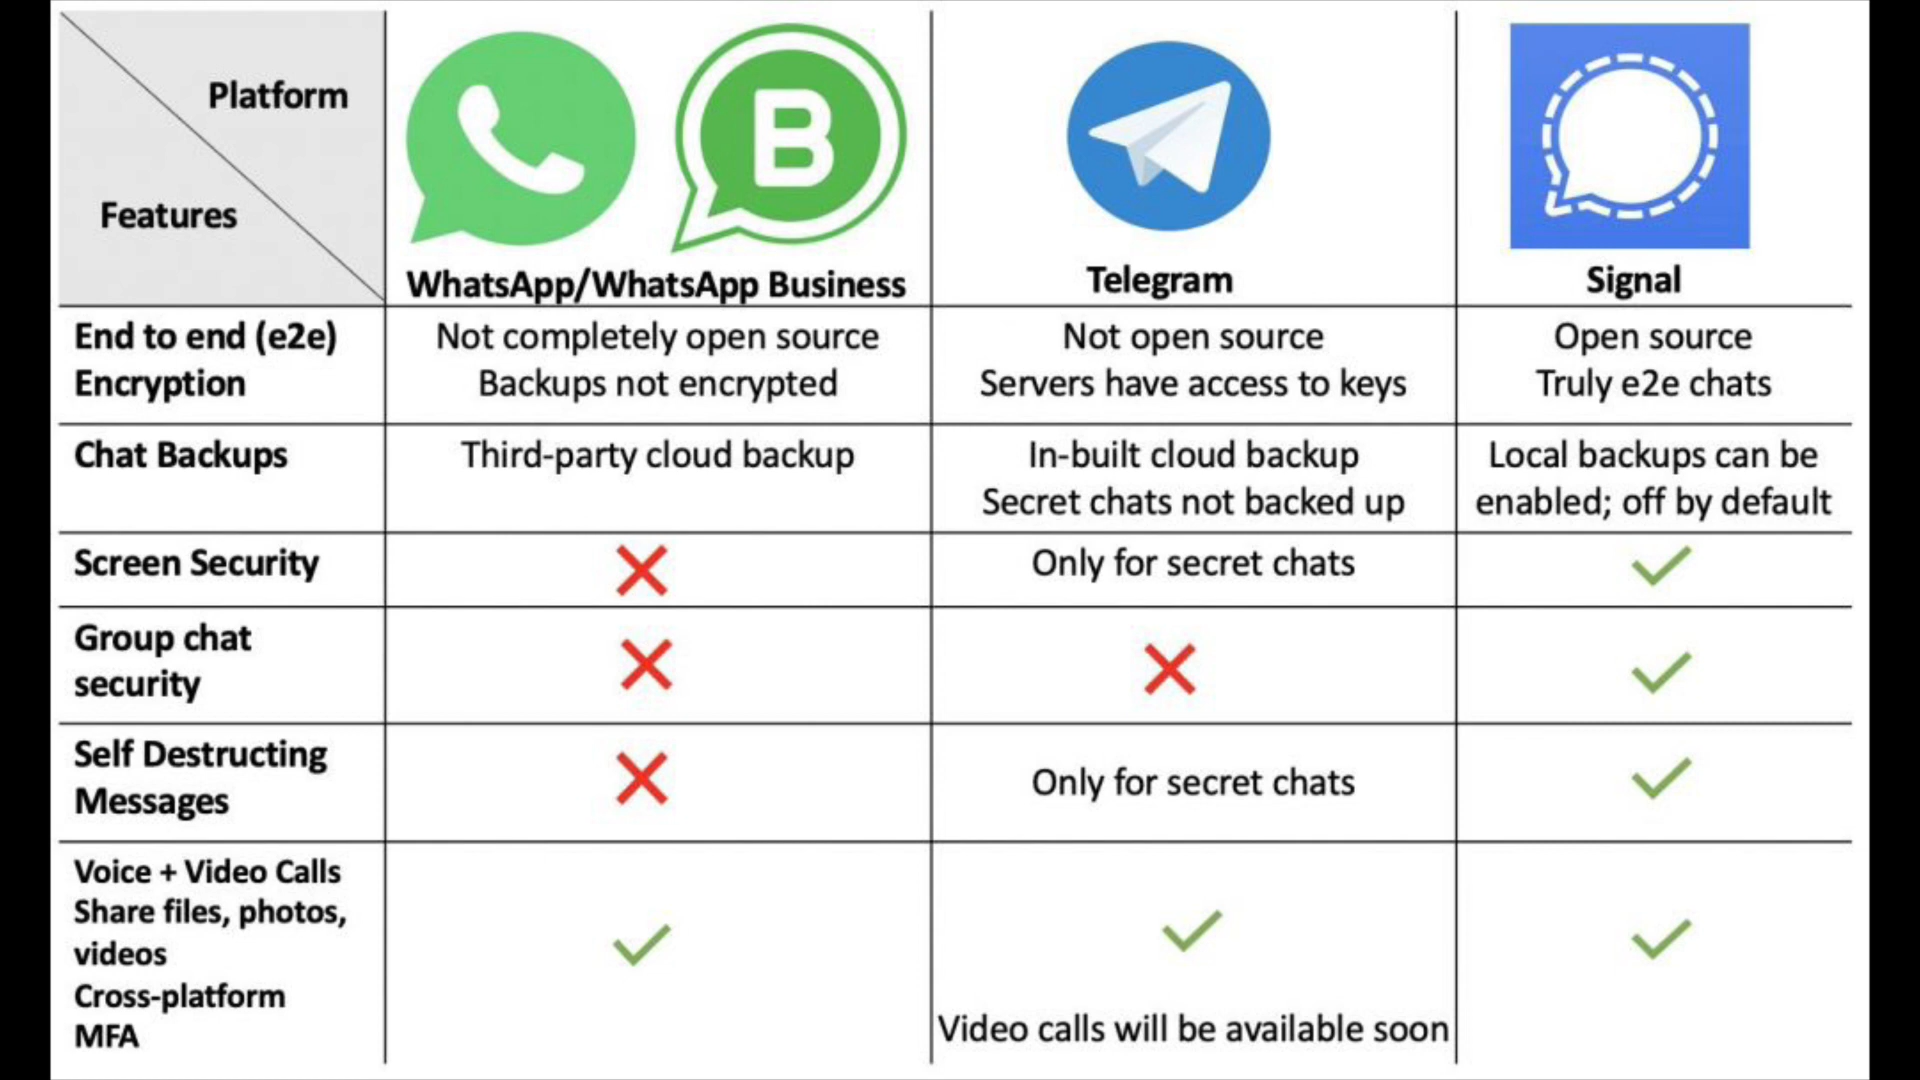 Platform
Features
B
WhatsApp/WhatsApp Business
Telegram
Signal
End to end (e2e)
Encryption
Not completely open source
Backups not encrypted
Not open source
Servers have access to keys
Open source
Truly e2e chats
Chat Backups
Third-party cloud backup
In-built cloud backup
Secret chats not backed up
Local backups can be
enabled; off by default
Screen Security
Only for secret chats
Group chat
security
Self Destructing
Messages
Only for secret chats
Voice + Video Calls
Share files, photos,
videos
Cross-platform
MFA
Video calls will be available soon